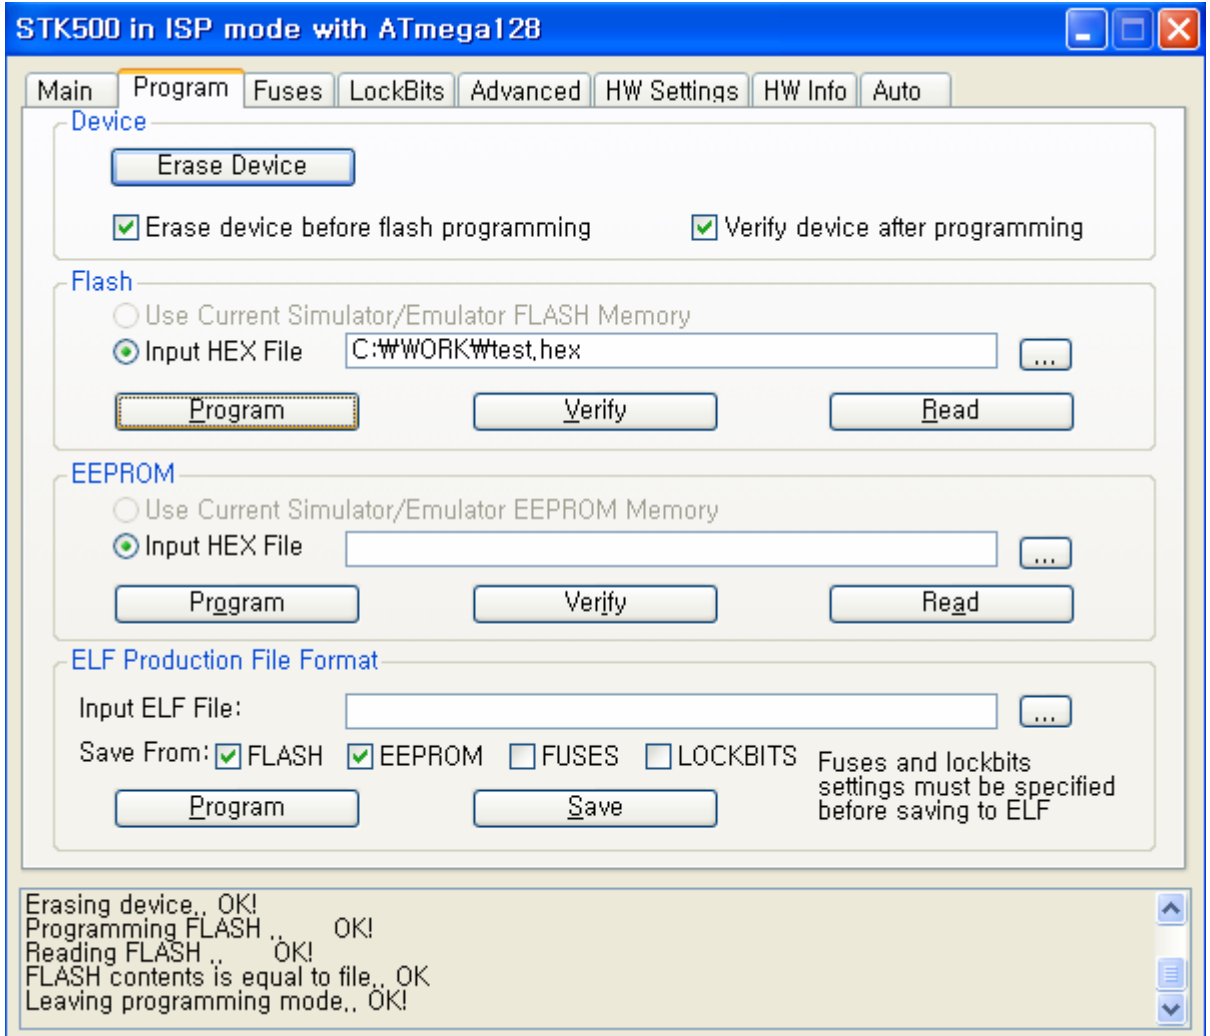 STK500 in ISP mode with ATmega128
Main Program Fuses LockBits Advanced HW Settings HW Info Auto
Device
Erase Device
Erase device before flash programming Verify device after programming
Flash
Use Current Simulator/Emulator FLASH Memory
Input HEX File C:₩WORK₩test.hex ...
Program Verify Read
EEPROM
Use Current Simulator/Emulator EEPROM Memory
Input HEX File ...
Program Verify Read
ELF Production File Format
Input ELF File: ...
Save From: FLASH EEPROM FUSES LOCKBITS Fuses and lockbits
settings must be specified
before saving to ELF
Program Save
Erasing device.. OK!
Programming FLASH .. OK!
Reading FLASH .. OK!
FLASH contents is equal to file.. OK
Leaving programming mode.. OK!